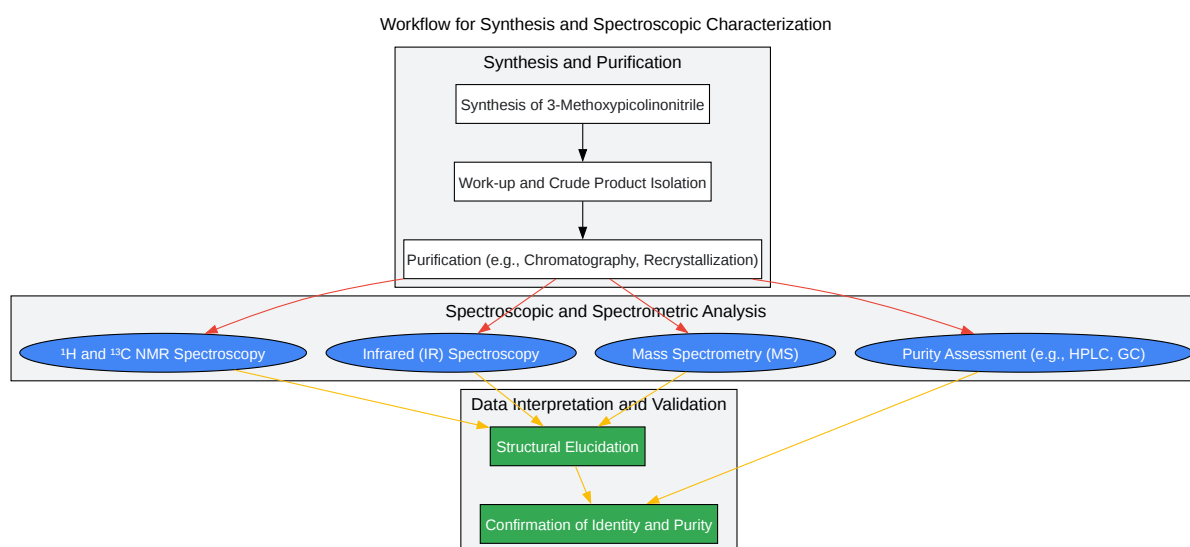 Workflow for Synthesis and Spectroscopic Characterization
Synthesis and Purification
Synthesis of 3-Methoxypicolinonitrile
Work-up and Crude Product Isolation
Purification (e.g., Chromatography, Recrystallization)
Spectroscopic and Spectrometric Analysis
¹H and ¹³C NMR Spectroscopy
Infrared (IR) Spectroscopy
Mass Spectrometry (MS)
Purity Assessment (e.g., HPLC, GC)
Data Interpretation and Validation
Structural Elucidation
Confirmation of Identity and Purity